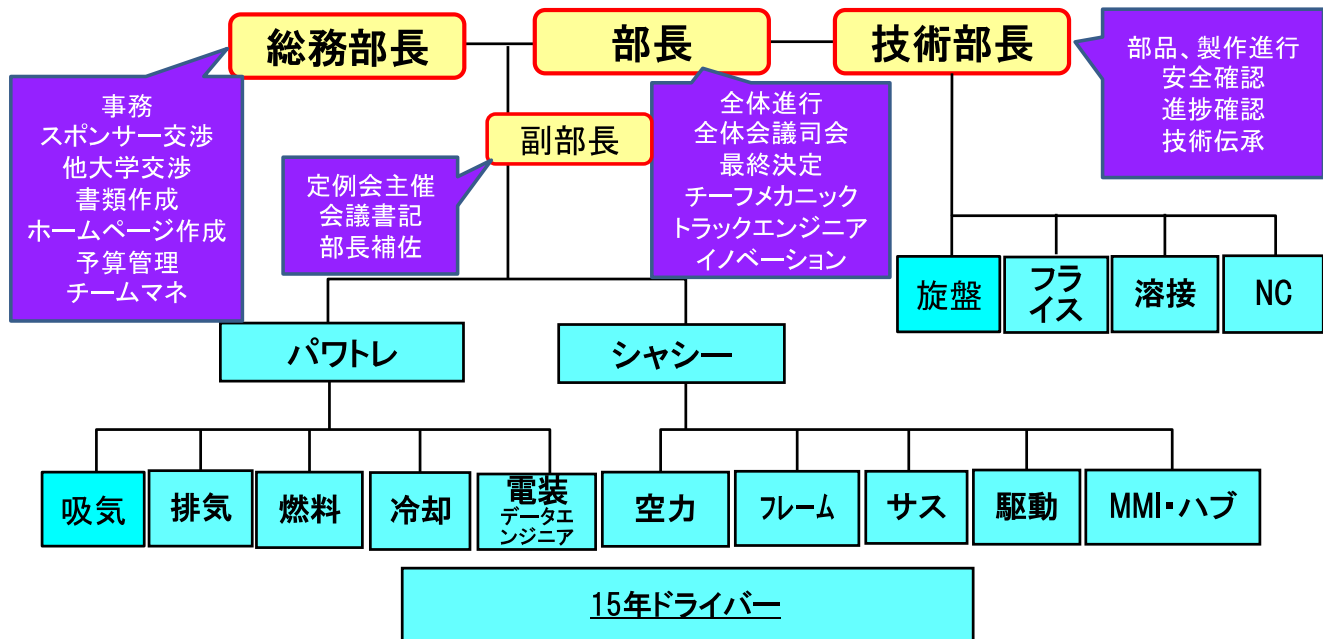 総務部長
部長
技術部長
事務
スポンサー交渉
他大学交渉
書類作成
ホームページ作成
予算管理
チームマネ
副部長
定例会主催
会議書記
部長補佐
全体進行
全体会議司会
最終決定
チーフメカニック
トラックエンジニア
イノベーション
部品、製作進行
安全確認
進捗確認
技術伝承
旋盤
フラ
イス
溶接
NC
パワトレ
シャシー
吸気
排気
燃料
冷却
電装
データエ
ンジニア
空力
フレーム
サス
駆動
MMI・ハブ
15年ドライバー